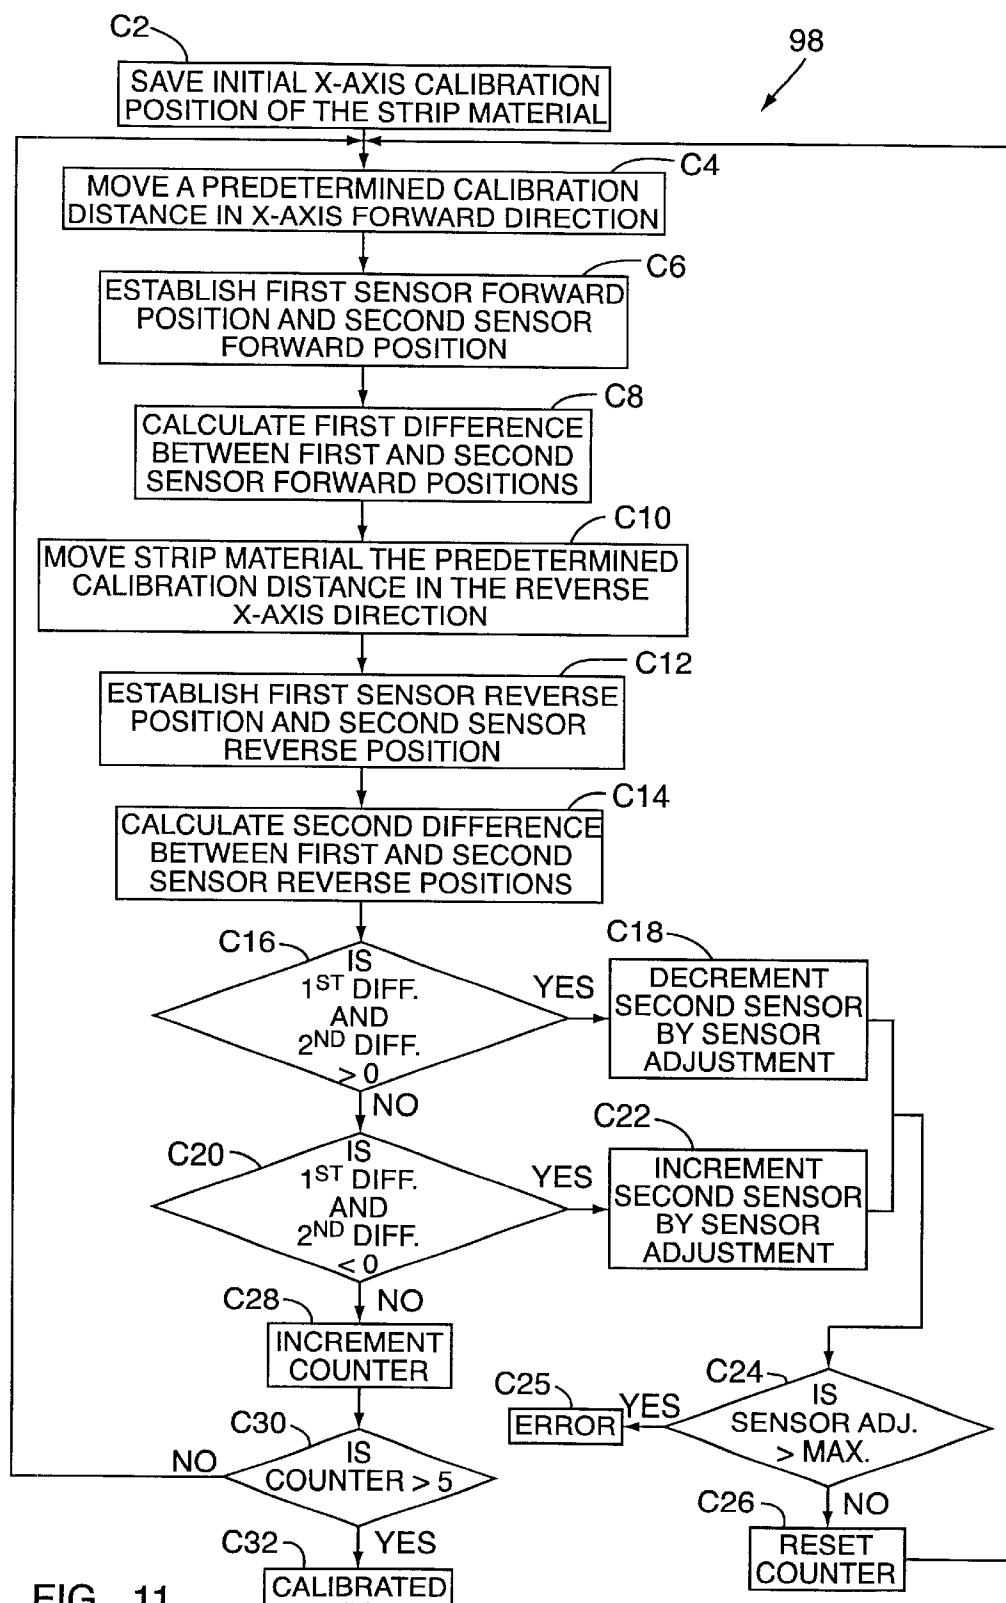 C2
98
SAVE INITIAL X-AXIS CALIBRATION
POSITION OF THE STRIP MATERIAL
C4
MOVE A PREDETERMINED CALIBRATION
DISTANCE IN X-AXIS FORWARD DIRECTION
C6
ESTABLISH FIRST SENSOR FORWARD
POSITION AND SECOND SENSOR
FORWARD POSITION
C8
CALCULATE FIRST DIFFERENCE
BETWEEN FIRST AND SECOND
SENSOR FORWARD POSITIONS
C10
MOVE STRIP MATERIAL THE PREDETERMINED
CALIBRATION DISTANCE IN THE REVERSE
X-AXIS DIRECTION
C12
ESTABLISH FIRST SENSOR REVERSE
POSITION AND SECOND SENSOR
REVERSE POSITION
C14
CALCULATE SECOND DIFFERENCE
BETWEEN FIRST AND SECOND
SENSOR REVERSE POSITIONS
C16
IS
1ST DIFF.
AND
2ND DIFF.
> 0
YES
NO
C18
DECREMENT
SECOND SENSOR
BY SENSOR
ADJUSTMENT
C20
IS
1ST DIFF.
AND
2ND DIFF.
< 0
YES
NO
C22
INCREMENT
SECOND SENSOR
BY SENSOR
ADJUSTMENT
C28
INCREMENT
COUNTER
C24
IS
SENSOR ADJ.
> MAX.
YES
NO
C25
ERROR
C30
IS
COUNTER > 5
NO
YES
C26
RESET
COUNTER
C32
CALIBRATED
FIG. 11